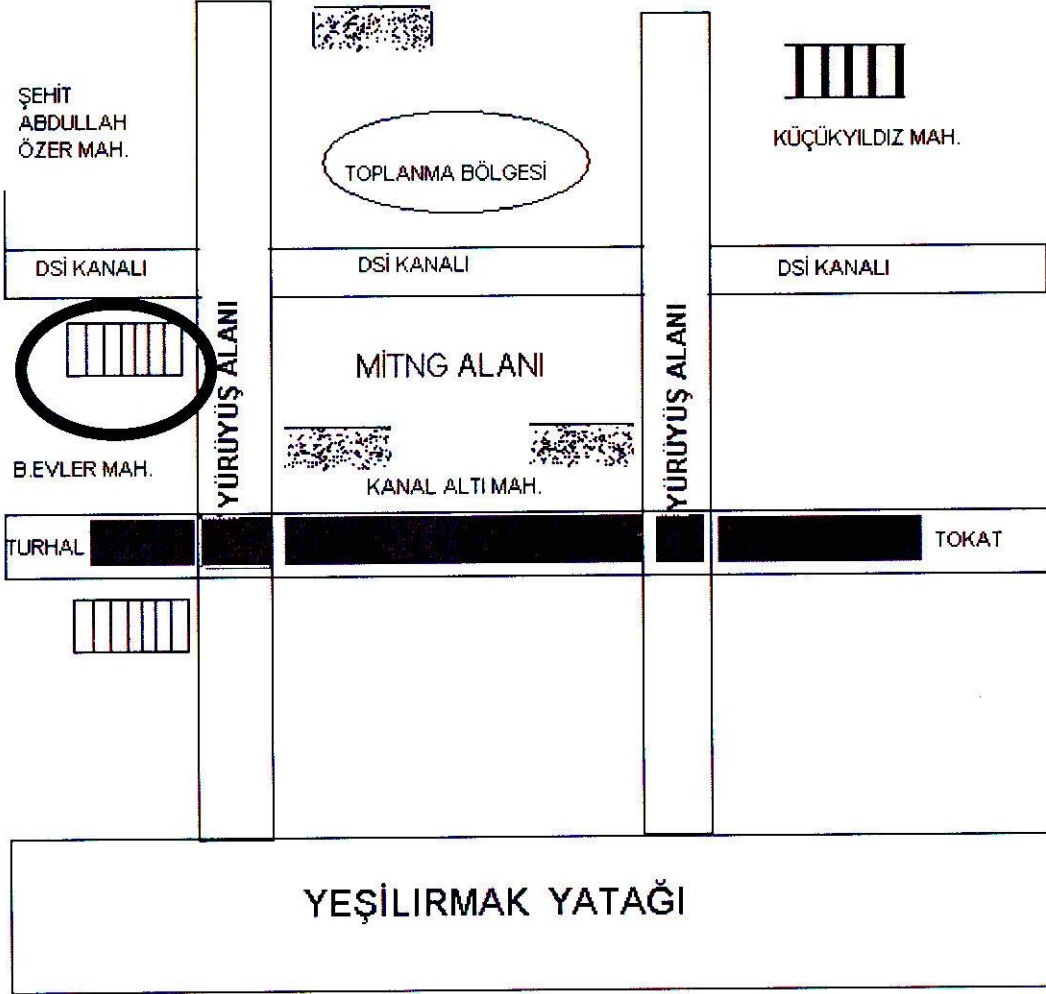 ŞEHİT
ABDULLAH
ÖZER MAH.
TOPLANMA BÖLGESİ
KÜÇÜKYILDIZ MAH.
DSİ KANALI
DSİ KANALI
DSİ KANALI
YÜRÜYÜŞ ALANI
MİTNG ALANI
YÜRÜYÜŞ ALANI
B.EVLER MAH.
KANAL ALTI MAH.
TURHAL
TOKAT
YEŞİLIRMAK YATAĞI